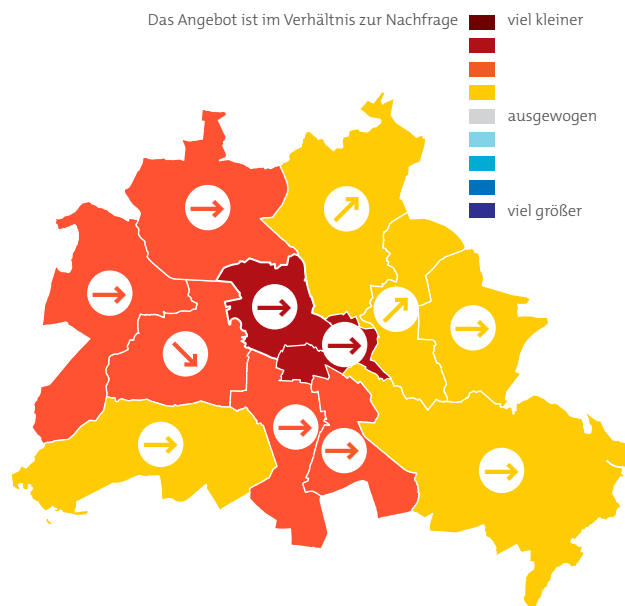 Das Angebot ist im Verhältnis zur Nachfrage
viel kleiner
ausgewogen
viel größer